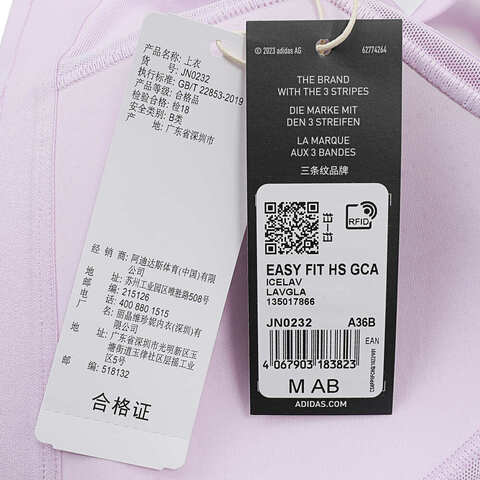 产品名称: 上衣
货 号: JN0232
执行标准: GB/T 22853-2019
产品等级: 合格品
检验合格: 检18
安全类别: B类
产 地: 广东省深圳市
经 销 商: 阿迪达斯体育(中国)有限
公司
地 址: 苏州工业园区唯胜路508号
邮 编: 215126
电 话: 400 880 1515
厂 名: 丽晶维珍妮内衣(深圳)有
限公司
地 址: 广东省深圳市光明新区玉
塘街道玉律社区层摇工业
邮 编: 518132
合格证
© 2023 adidas AG 62774264
THE BRAND
WITH THE 3 STRIPES
DIE MARKE MIT
DEN 3 STREIFEN
LA MARQUE
AUX 3 BANDES
三条纹品牌
扫一扫
RFID
EASY FIT HS GCA
ICELAV
LAVGLA
135017866
JN0232 A36B
EAN
4 067903 183823
M AB
ADIDAS.COM